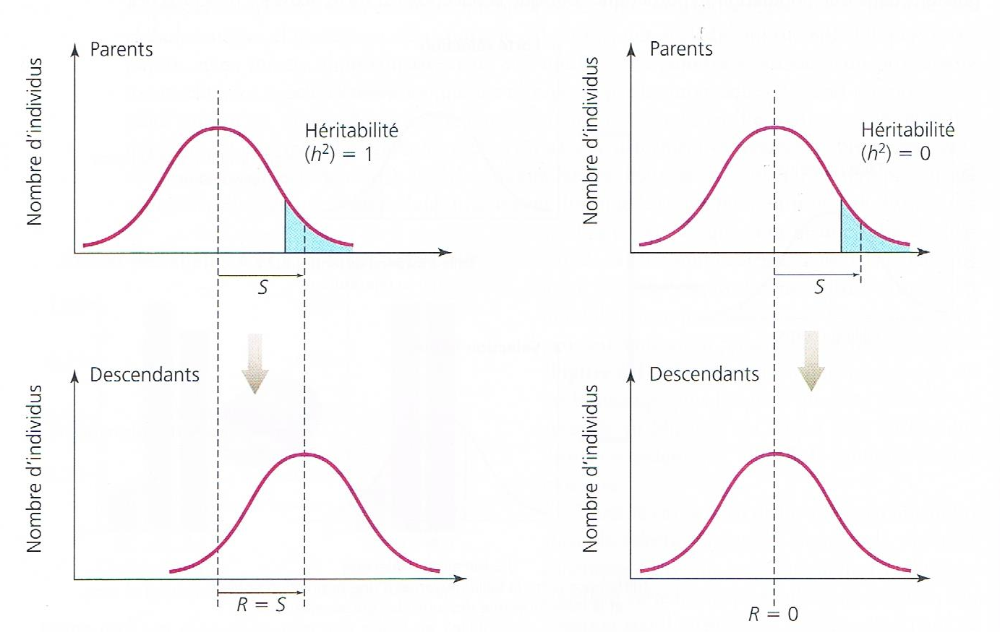 Parents
Nombre d'individus
Héritabilité
(h²) = 1
S
Descendants
Nombre d'individus
R = S
Parents
Nombre d'individus
Héritabilité
(h²) = 0
S
Descendants
Nombre d'individus
R = 0